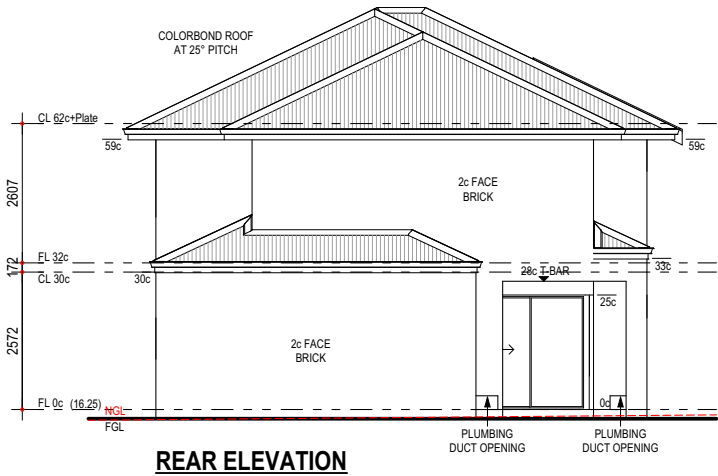 COLORBOND ROOF
AT 25° PITCH
CL 62c+Plate
59c
59c
2607
2c FACE
BRICK
FL 32c
172
CL 30c
30c
28c T-BAR
33c
25c
2572
2c FACE
BRICK
FL 0c (16.25)
NGL
FGL
0c
PLUMBING
DUCT OPENING
PLUMBING
DUCT OPENING
REAR ELEVATION